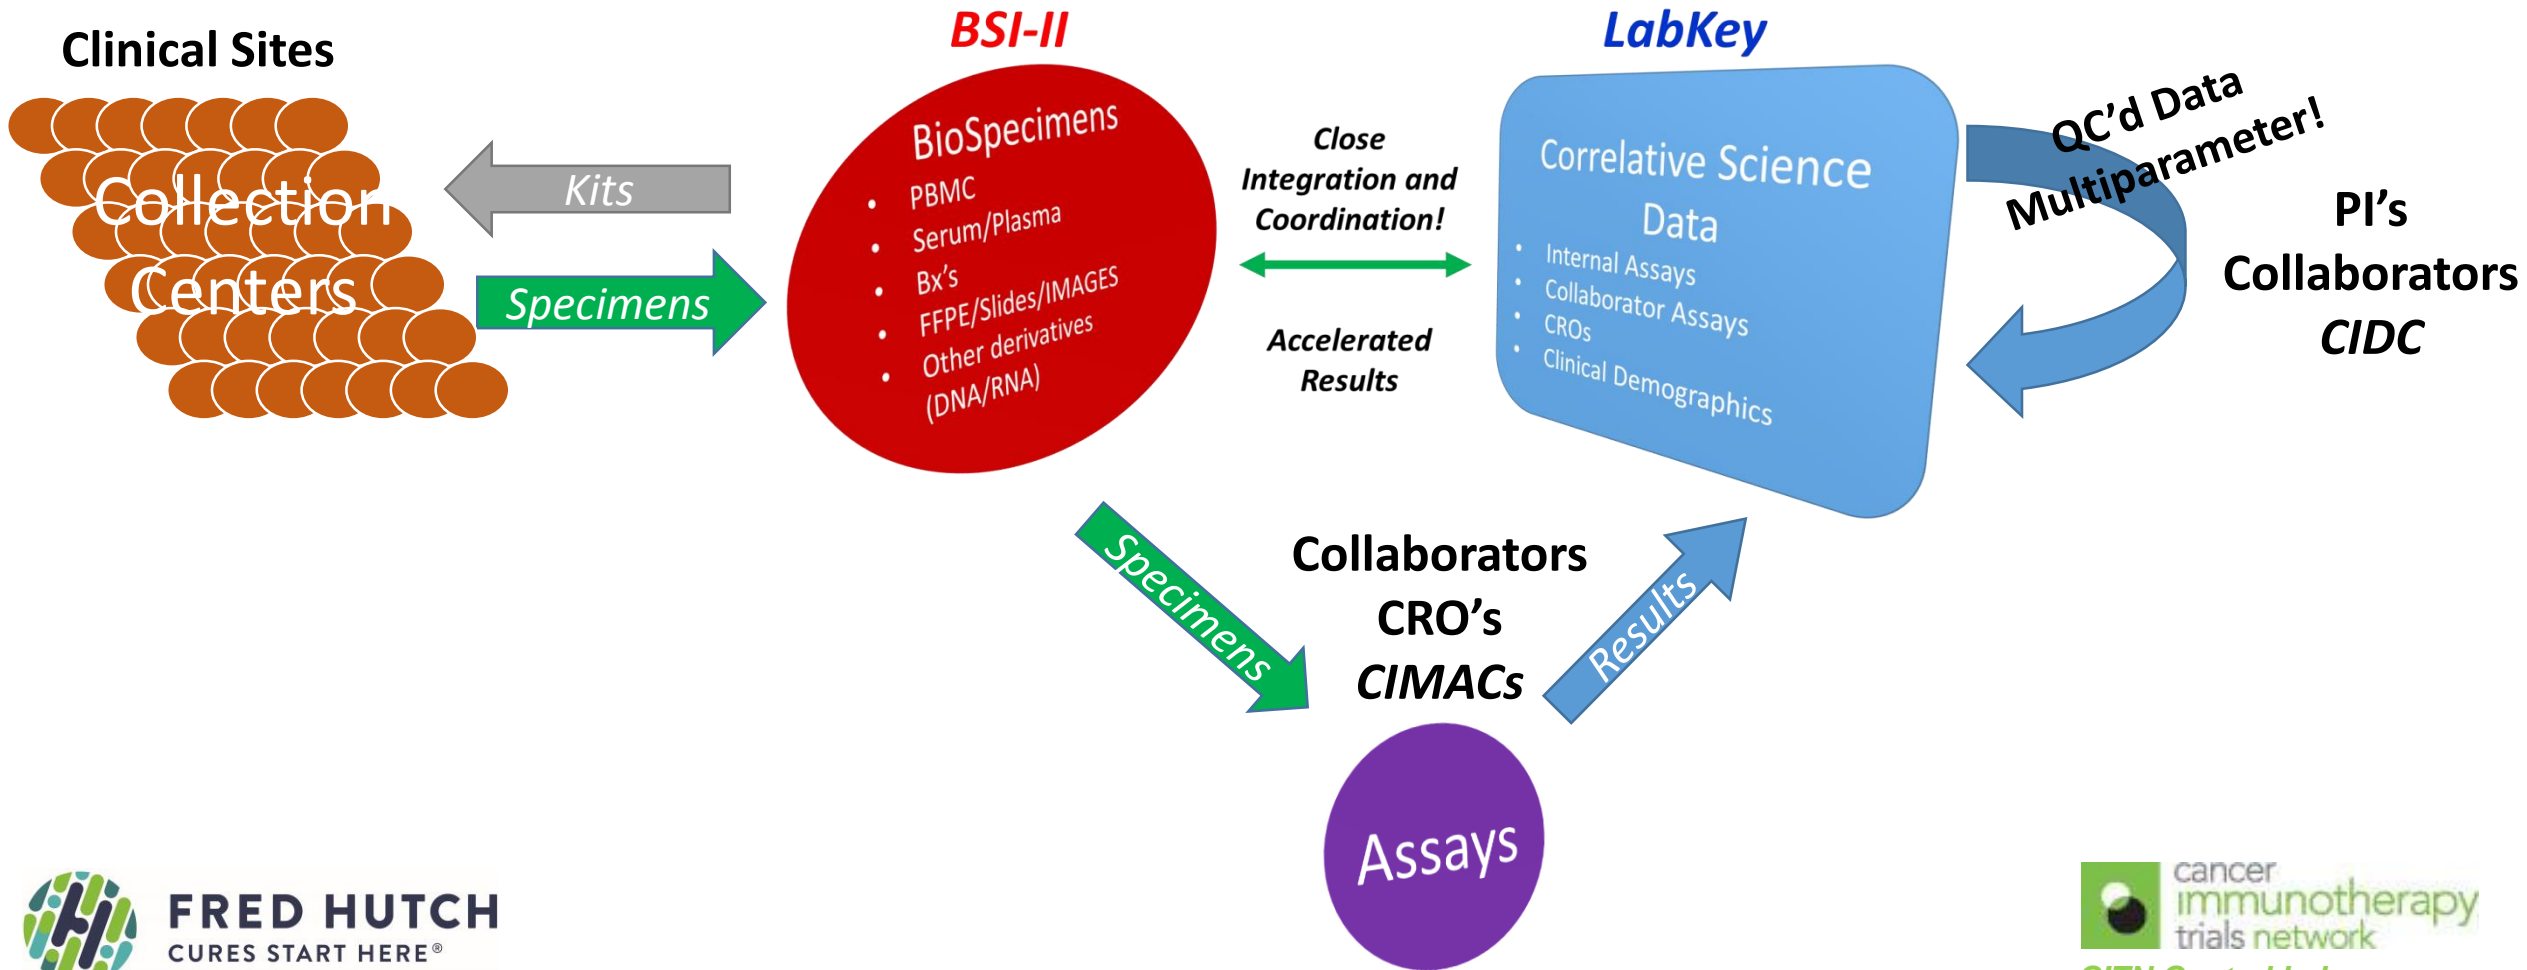 Clinical Sites
Collection
Centers
Kits
Specimens
BSI-II
BioSpecimens
• PBMC
• Serum/Plasma
• Bx's
• FFPE/Slides/IMAGES
• Other derivatives
(DNA/RNA)
Close
Integration and
Coordination!
Accelerated
Results
LabKey
Correlative Science
Data
• Internal Assays
• Collaborator Assays
• CROs
• Clinical Demographics
QC'd Data
Multiparameter!
PI's
Collaborators
CIDC
Specimens
Collaborators
CRO's
CIMACs
Results
Assays
FRED HUTCH
CURES START HERE®
cancer
immunotherapy
trials network